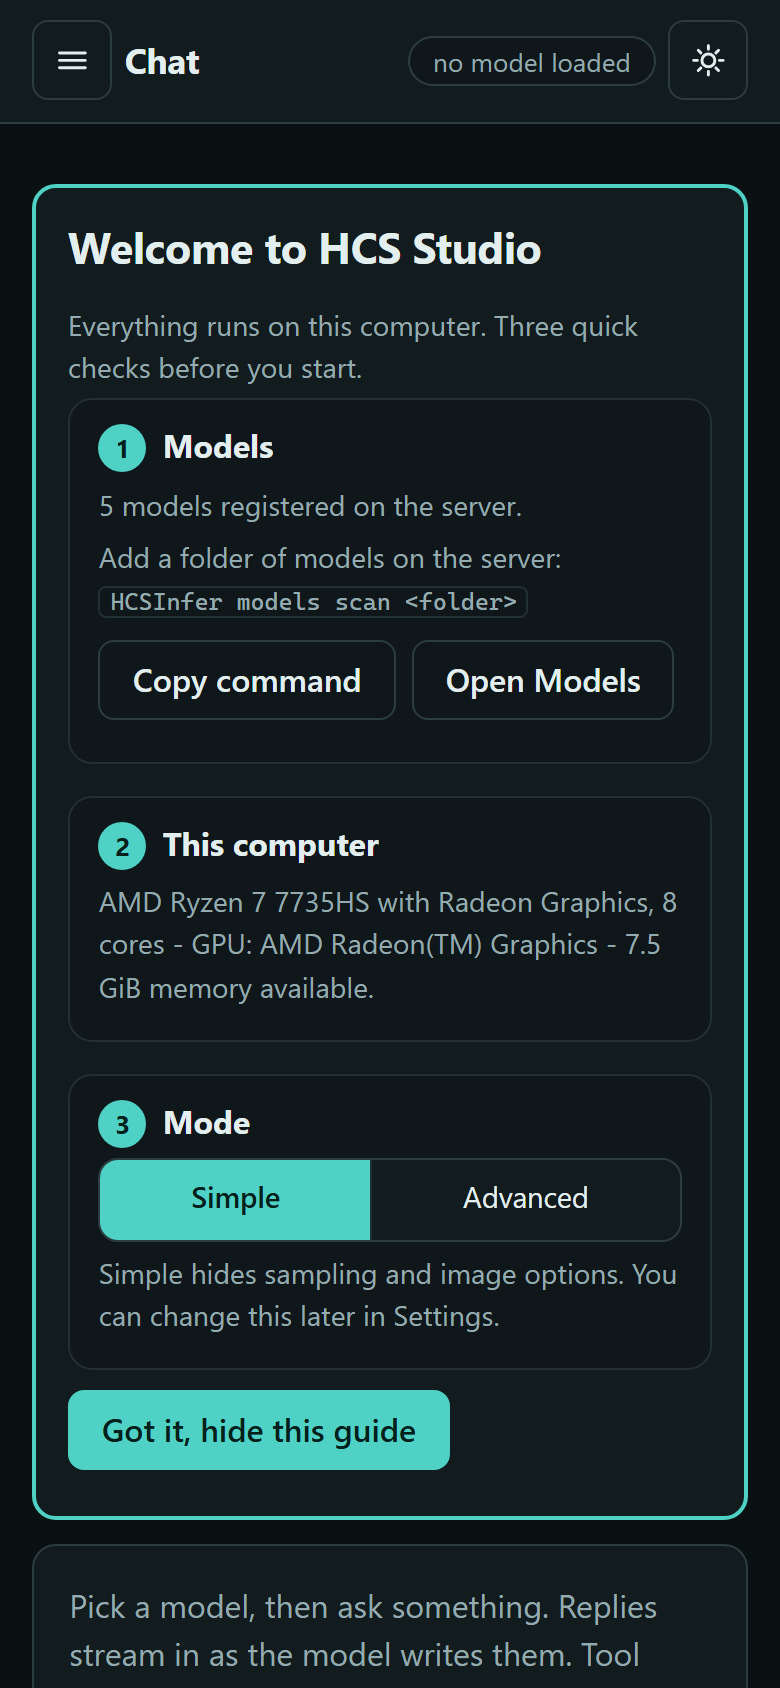 Chat
no model loaded
Welcome to HCS Studio
Everything runs on this computer. Three quick
checks before you start.
1 Models
5 models registered on the server.
Add a folder of models on the server:
HCSInfer models scan <folder>
Copy command
Open Models
2 This computer
AMD Ryzen 7 7735HS with Radeon Graphics, 8
cores - GPU: AMD Radeon(TM) Graphics - 7.5
GiB memory available.
3 Mode
Simple
Advanced
Simple hides sampling and image options. You
can change this later in Settings.
Got it, hide this guide
Pick a model, then ask something. Replies
stream in as the model writes them. Tool